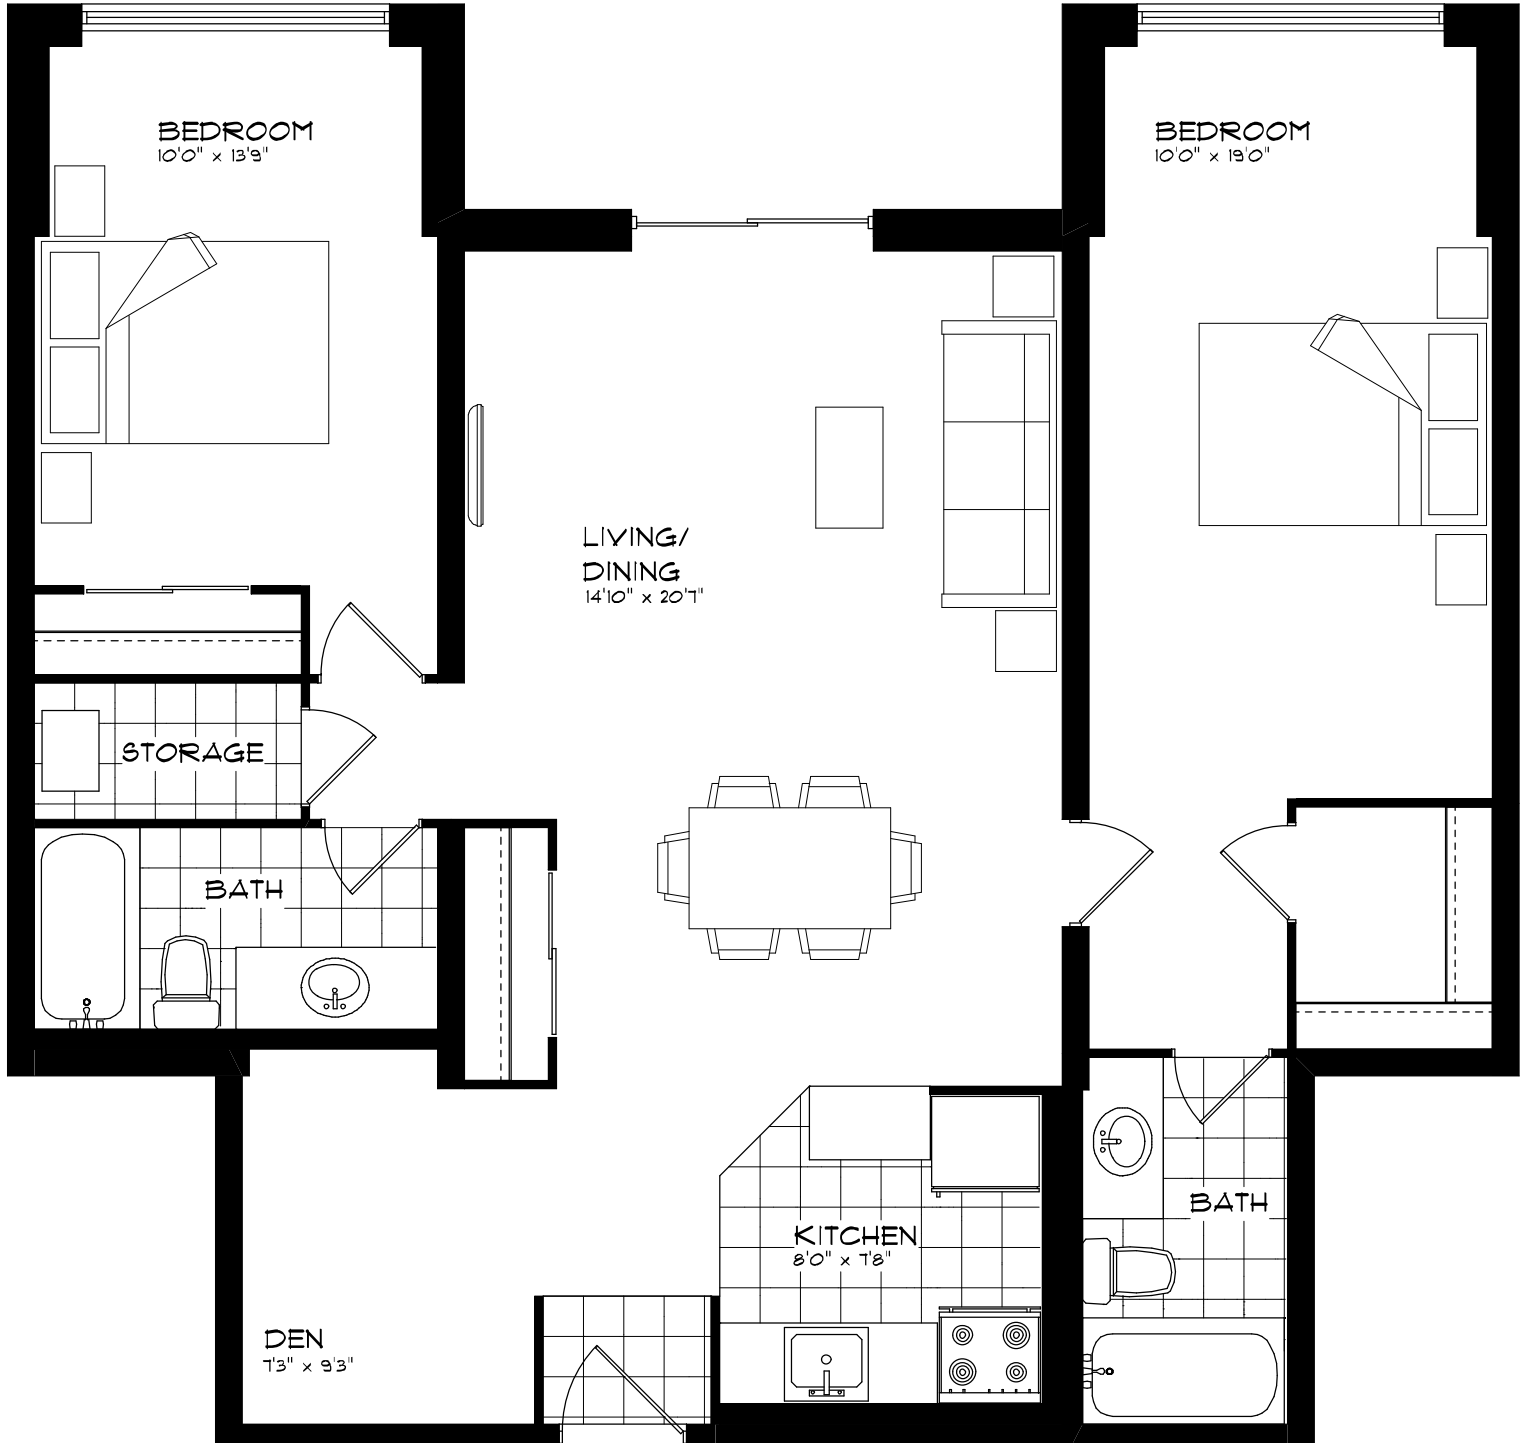 BEDROOM
10'0" x 13'9"
BEDROOM
10'0" x 19'0"
LIVING/
DINING
14'10" x 20'7"
STORAGE
BATH
BATH
KITCHEN
8'0" x 7'8"
DEN
7'3" x 9'3"